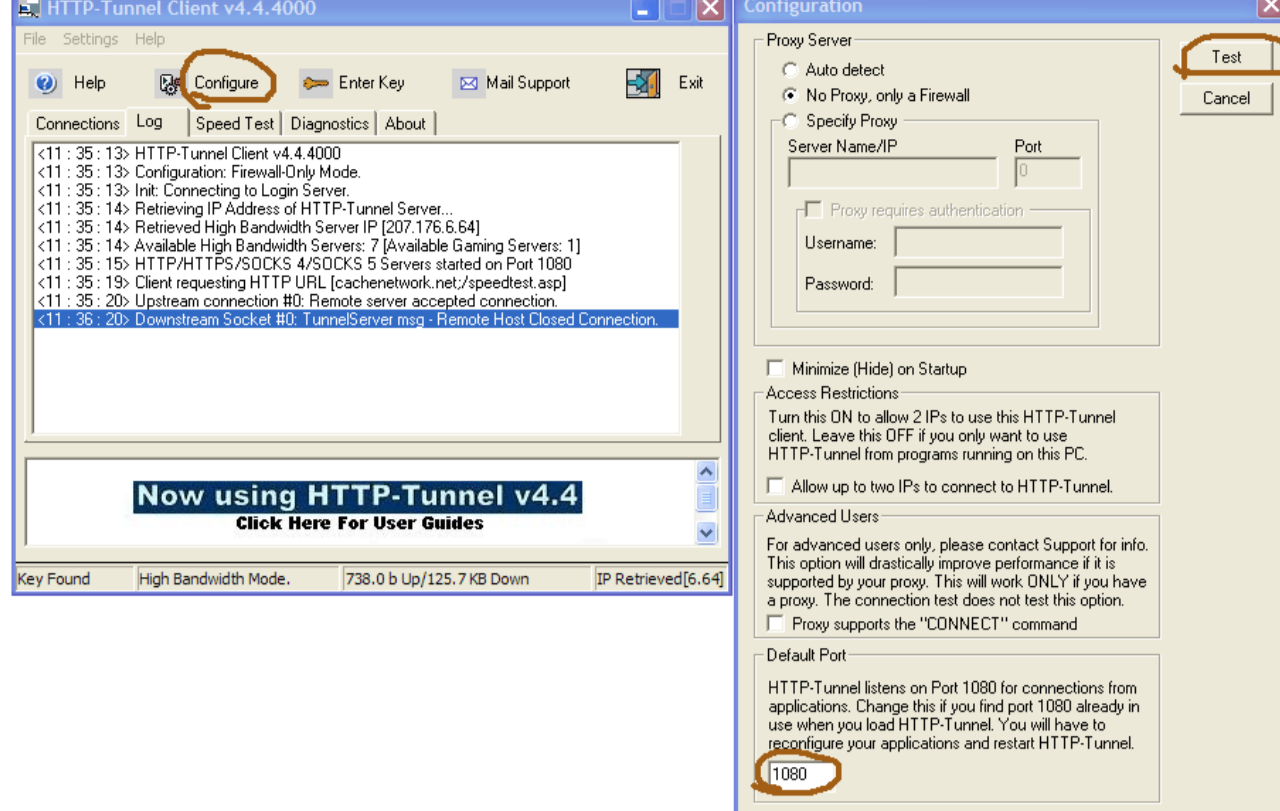 HTTP-Tunnel Client v4.4.4000
File Settings Help
Help Configure Enter Key Mail Support Exit
Connections Log Speed Test Diagnostics About
<11 : 35 : 13> HTTP-Tunnel Client v4.4.4000
<11 : 35 : 13> Configuration: Firewall-Only Mode.
<11 : 35 : 13> Init: Connecting to Login Server.
<11 : 35 : 14> Retrieving IP Address of HTTP-Tunnel Server...
<11 : 35 : 14> Retrieved High Bandwidth Server IP [207.176.6.64]
<11 : 35 : 14> Available High Bandwidth Servers: 7 [Available Gaming Servers: 1]
<11 : 35 : 15> HTTP/HTTPS/SOCKS 4/SOCKS 5 Servers started on Port 1080
<11 : 35 : 19> Client requesting HTTP URL [cachenetwork.net;/speedtest.asp]
<11 : 35 : 20> Upstream connection #0: Remote server accepted connection.
<11 : 36 : 20> Downstream Socket #0: TunnelServer msg - Remote Host Closed Connection.
Now using HTTP-Tunnel v4.4
Click Here For User Guides
Key Found High Bandwidth Mode. 738.0 b Up/125.7 KB Down IP Retrieved[6.64]
Configuration
Proxy Server
Auto detect
No Proxy, only a Firewall
Specify Proxy
Server Name/IP Port
0
Proxy requires authentication
Username:
Password:
Test
Cancel
Minimize (Hide) on Startup
Access Restrictions
Turn this ON to allow 2 IPs to use this HTTP-Tunnel
client. Leave this OFF if you only want to use
HTTP-Tunnel from programs running on this PC.
Allow up to two IPs to connect to HTTP-Tunnel.
Advanced Users
For advanced users only, please contact Support for info.
This option will drastically improve performance if it is
supported by your proxy. This will work ONLY if you have
a proxy. The connection test does not test this option.
Proxy supports the "CONNECT" command
Default Port
HTTP-Tunnel listens on Port 1080 for connections from
applications. Change this if you find port 1080 already in
use when you load HTTP-Tunnel. You will have to
reconfigure your applications and restart HTTP-Tunnel.
1080